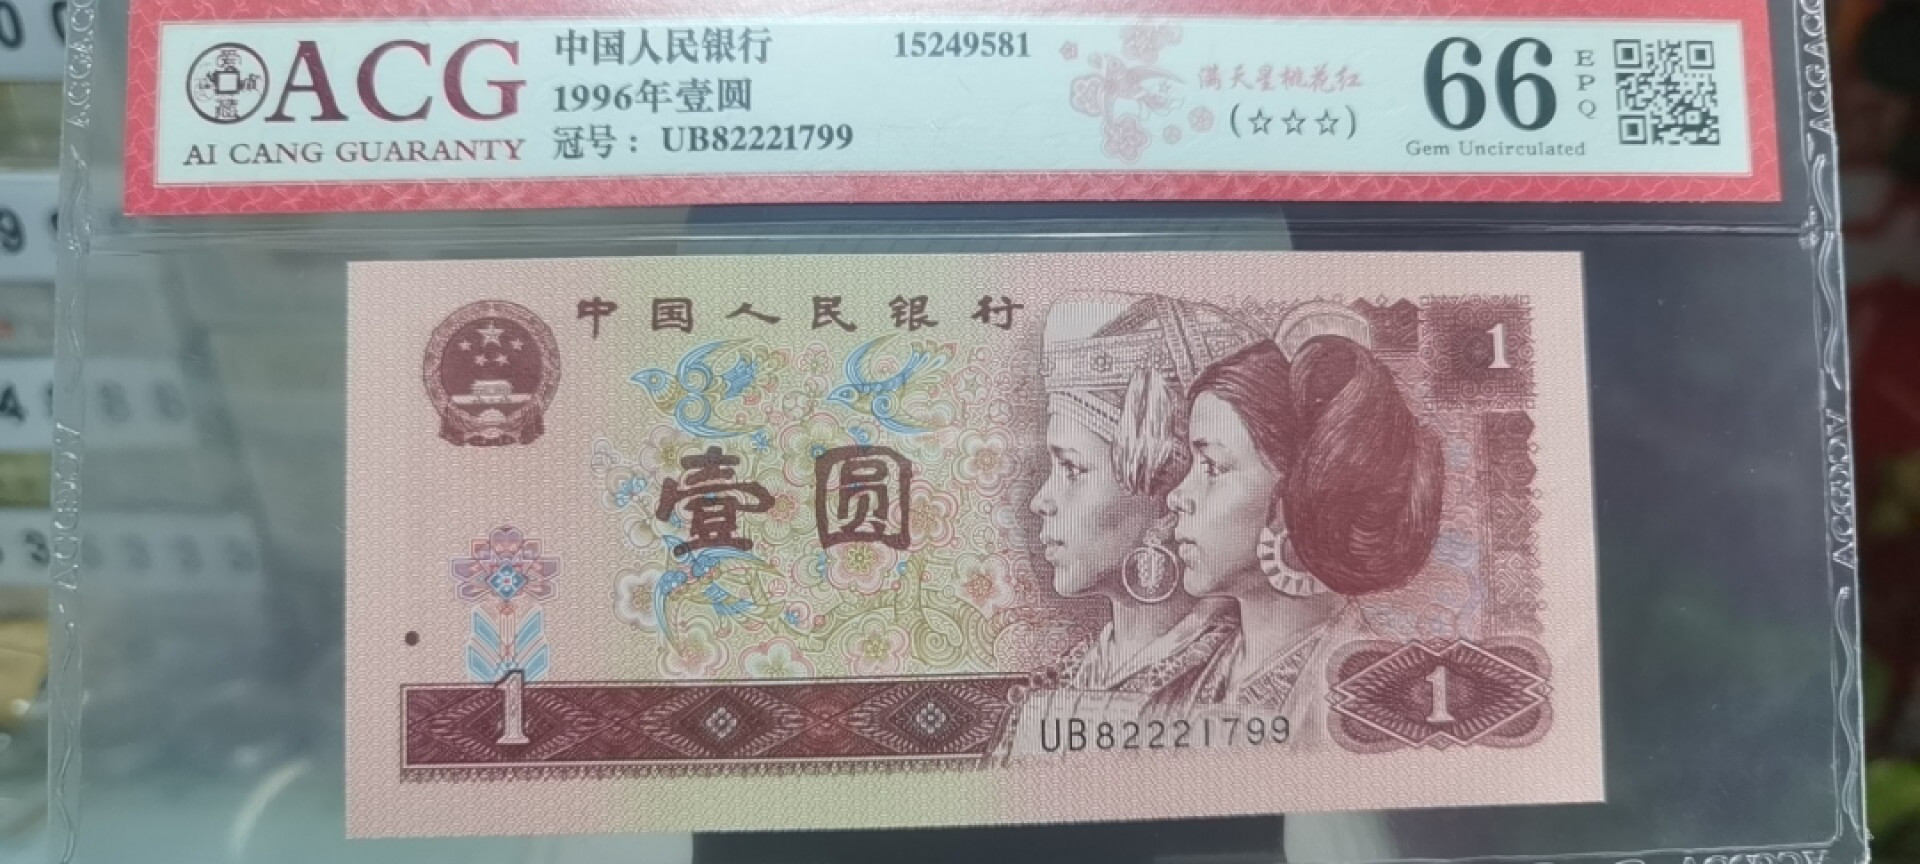 ACG
AI CANG GUARANTY
中国人民银行
1996年壹圆
冠号：UB82221799
15249581
满天星桃花红
(☆☆☆)
66
EPQ
Gem Uncirculated
中国人民银行
1
壹圆
1
UB82221799
1